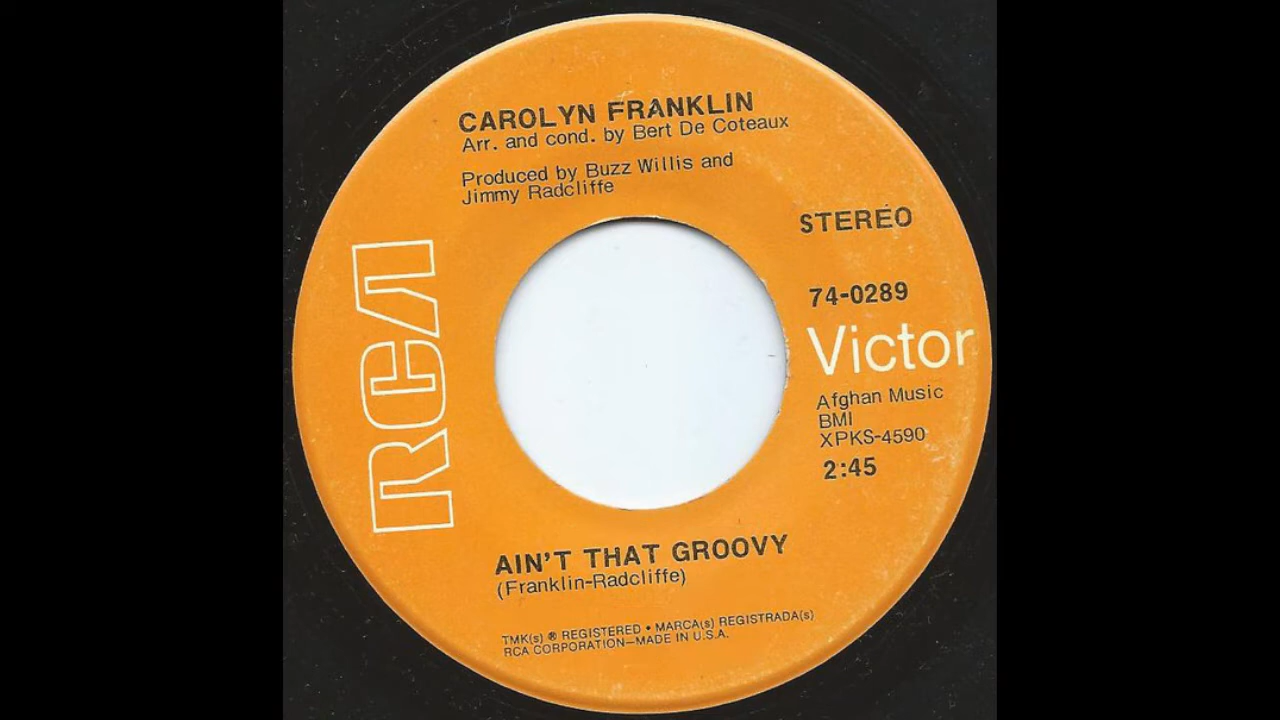 CAROLYN FRANKLIN
Arr. and cond. by Bert De Coteaux
Produced by Buzz Willis and
Jimmy Radcliffe
STEREO
74-0289
RCA
Victor
Afghan Music
BMI
XPKS-4590
2:45
AIN'T THAT GROOVY
(Franklin-Radcliffe)
TMK(s) ® REGISTERED • MARCA(s) REGISTRADA(s)
RCA CORPORATION—MADE IN U.S.A.